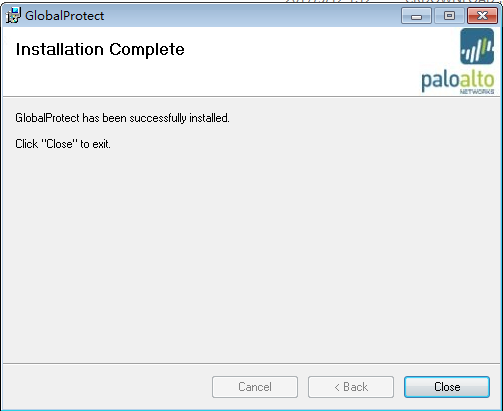 GlobalProtect
Installation Complete
paloalto
NETWORKS
GlobalProtect has been successfully installed.
Click "Close" to exit.
Cancel
< Back
Close